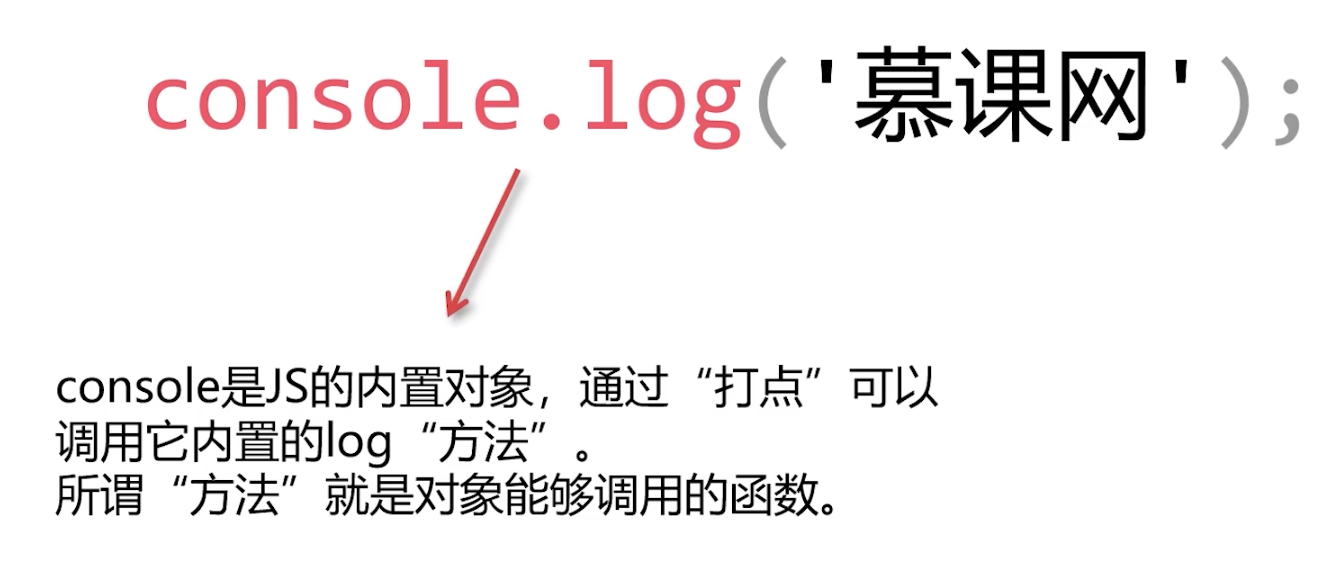 console.log('慕课网');
console是JS的内置对象，通过“打点”可以
调用它内置的log“方法”。
所谓“方法”就是对象能够调用的函数。